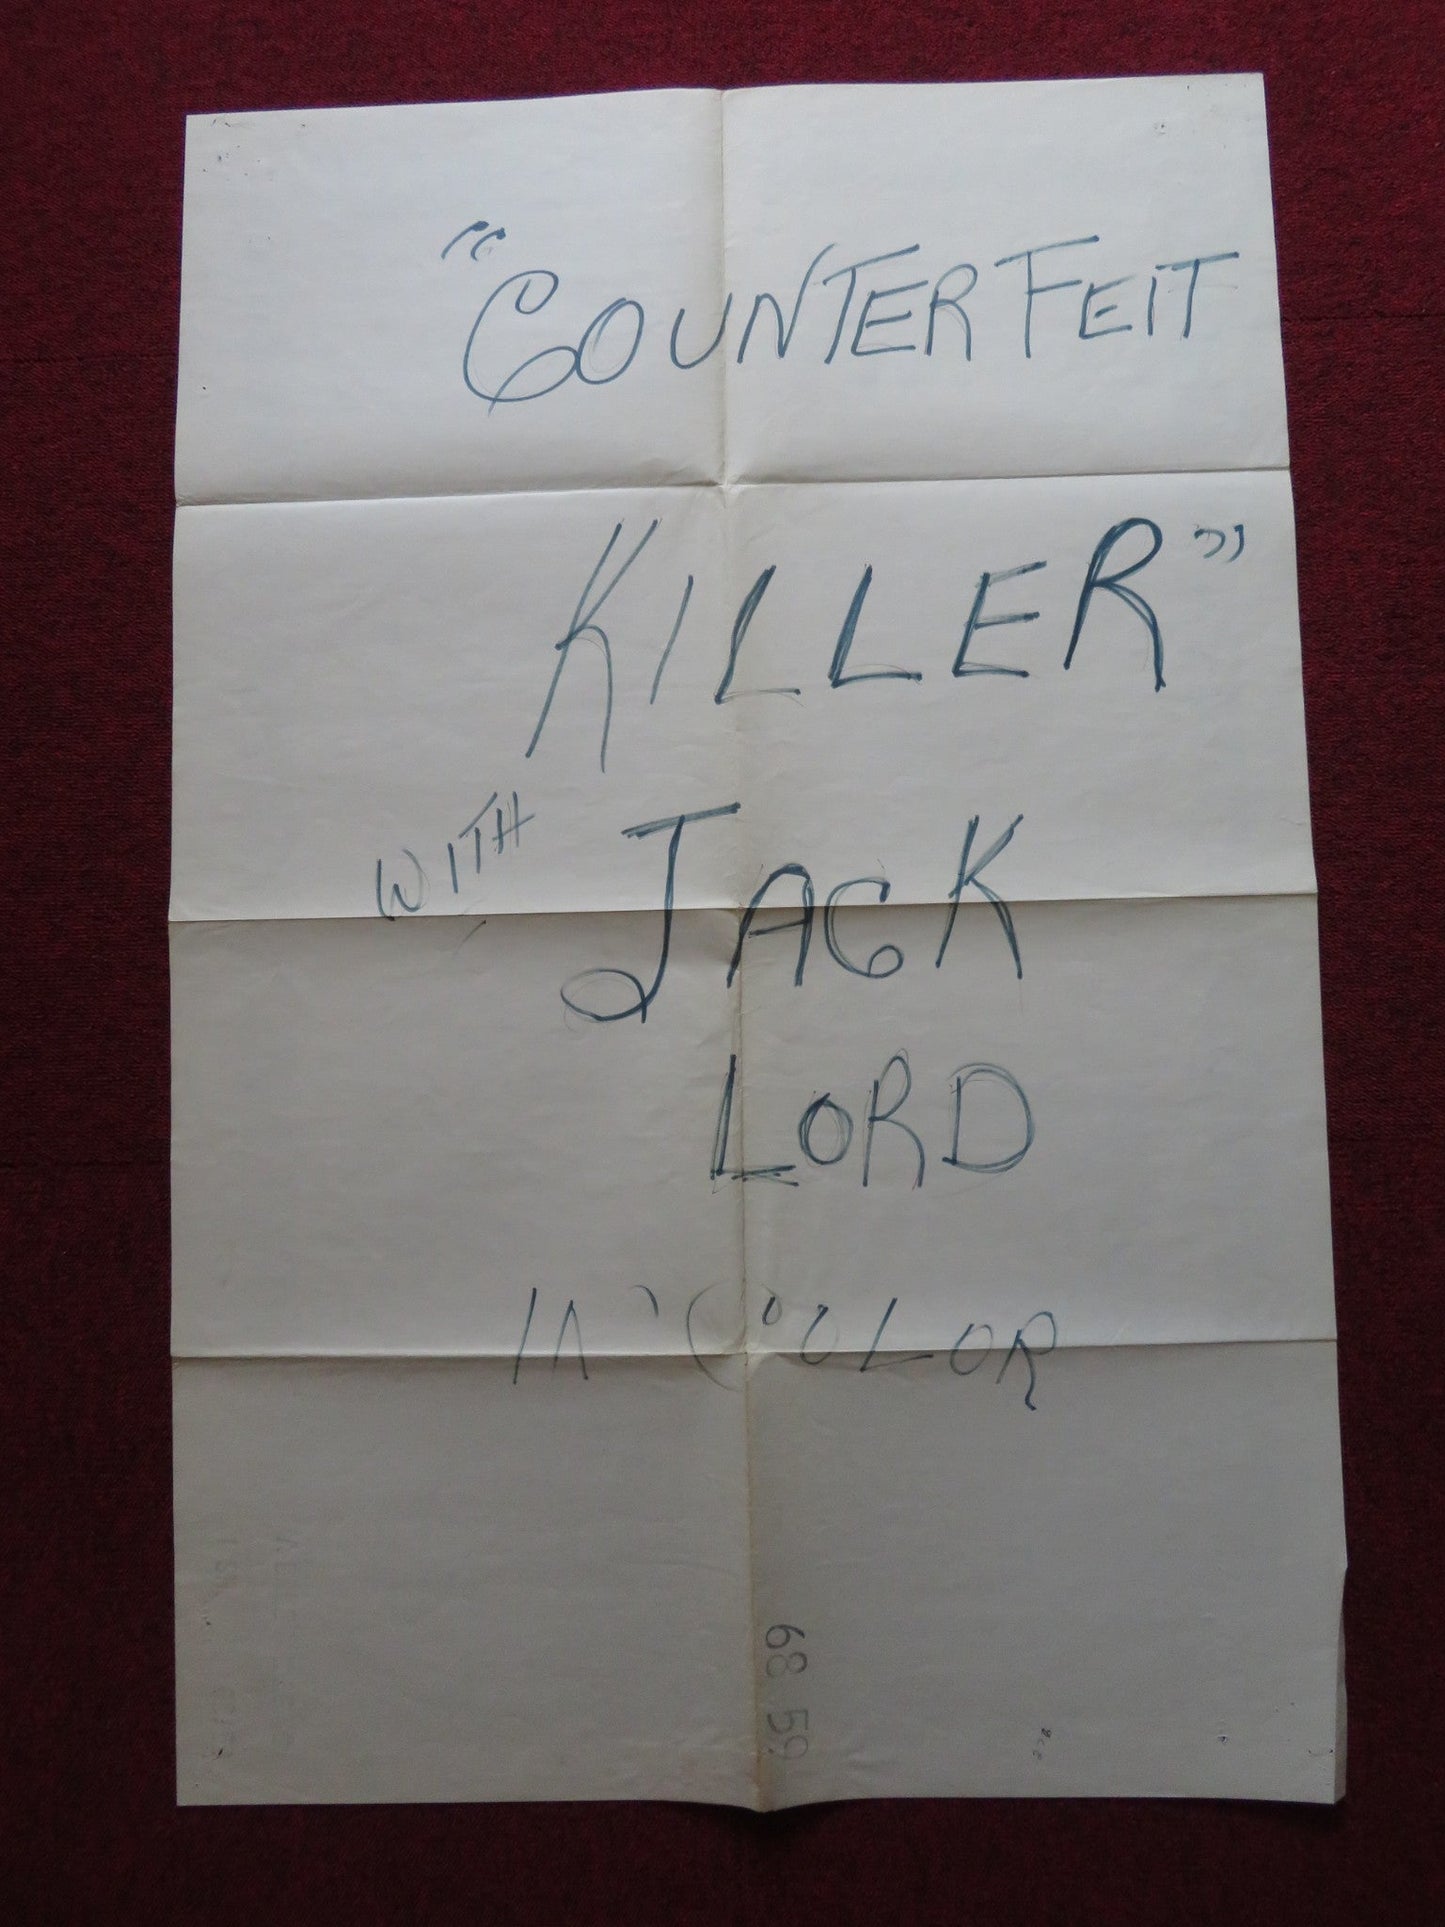 "COUNTERFEIT
KILLER"
WITH JACK
LORD
IN COLOR
68 59